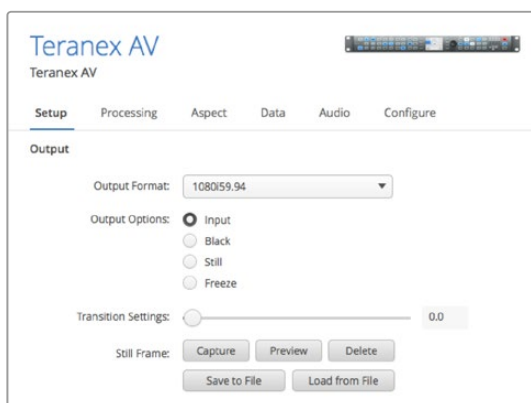 Teranex AV
Teranex AV
Setup Processing Aspect Data Audio Configure
Output
Output Format: 1080i59.94
Output Options: Input
Black
Still
Freeze
Transition Settings: 0.0
Still Frame: Capture Preview Delete
Save to File Load from File